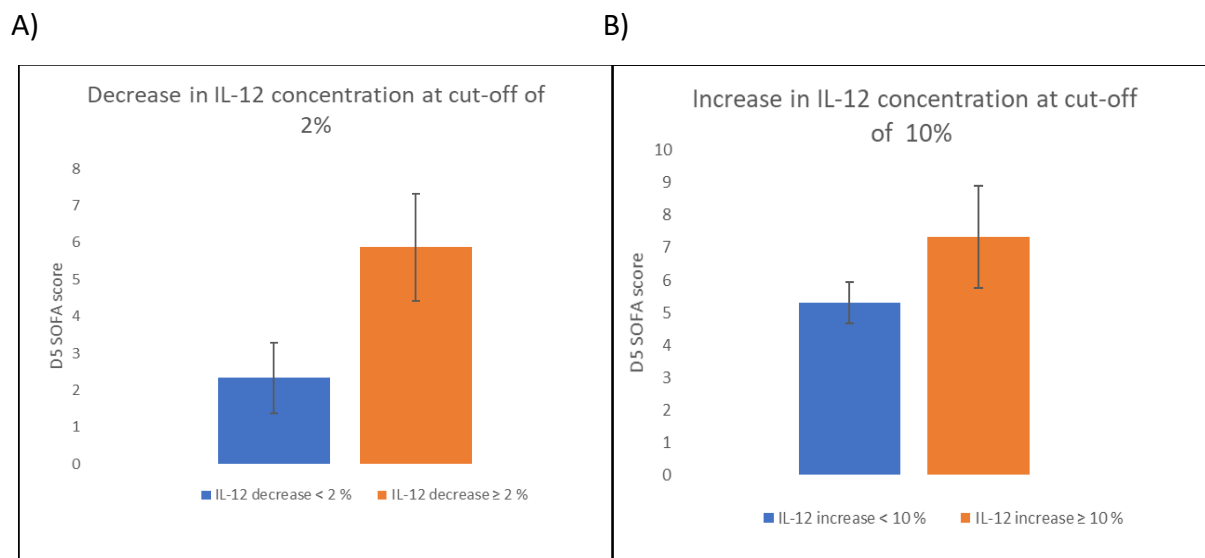 A)
B)
Decrease in IL-12 concentration at cut-off of
2%
8
7
6
5
4
3
2
1
0
D5 SOFA score
IL-12 decrease < 2 %
IL-12 decrease ≥ 2 %
Increase in IL-12 concentration at cut-off
of 10%
10
9
8
7
6
5
4
3
2
1
0
D5 SOFA score
IL-12 increase < 10 %
IL-12 increase ≥ 10 %